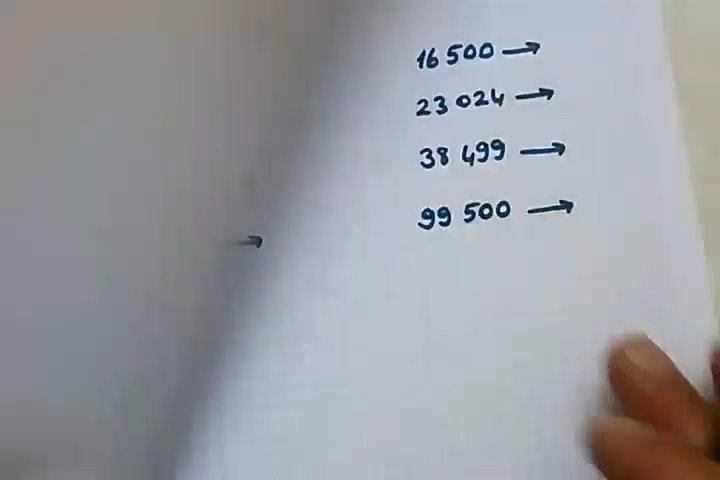 16 500 →
23 024 →
38 499 →
99 500 →
→